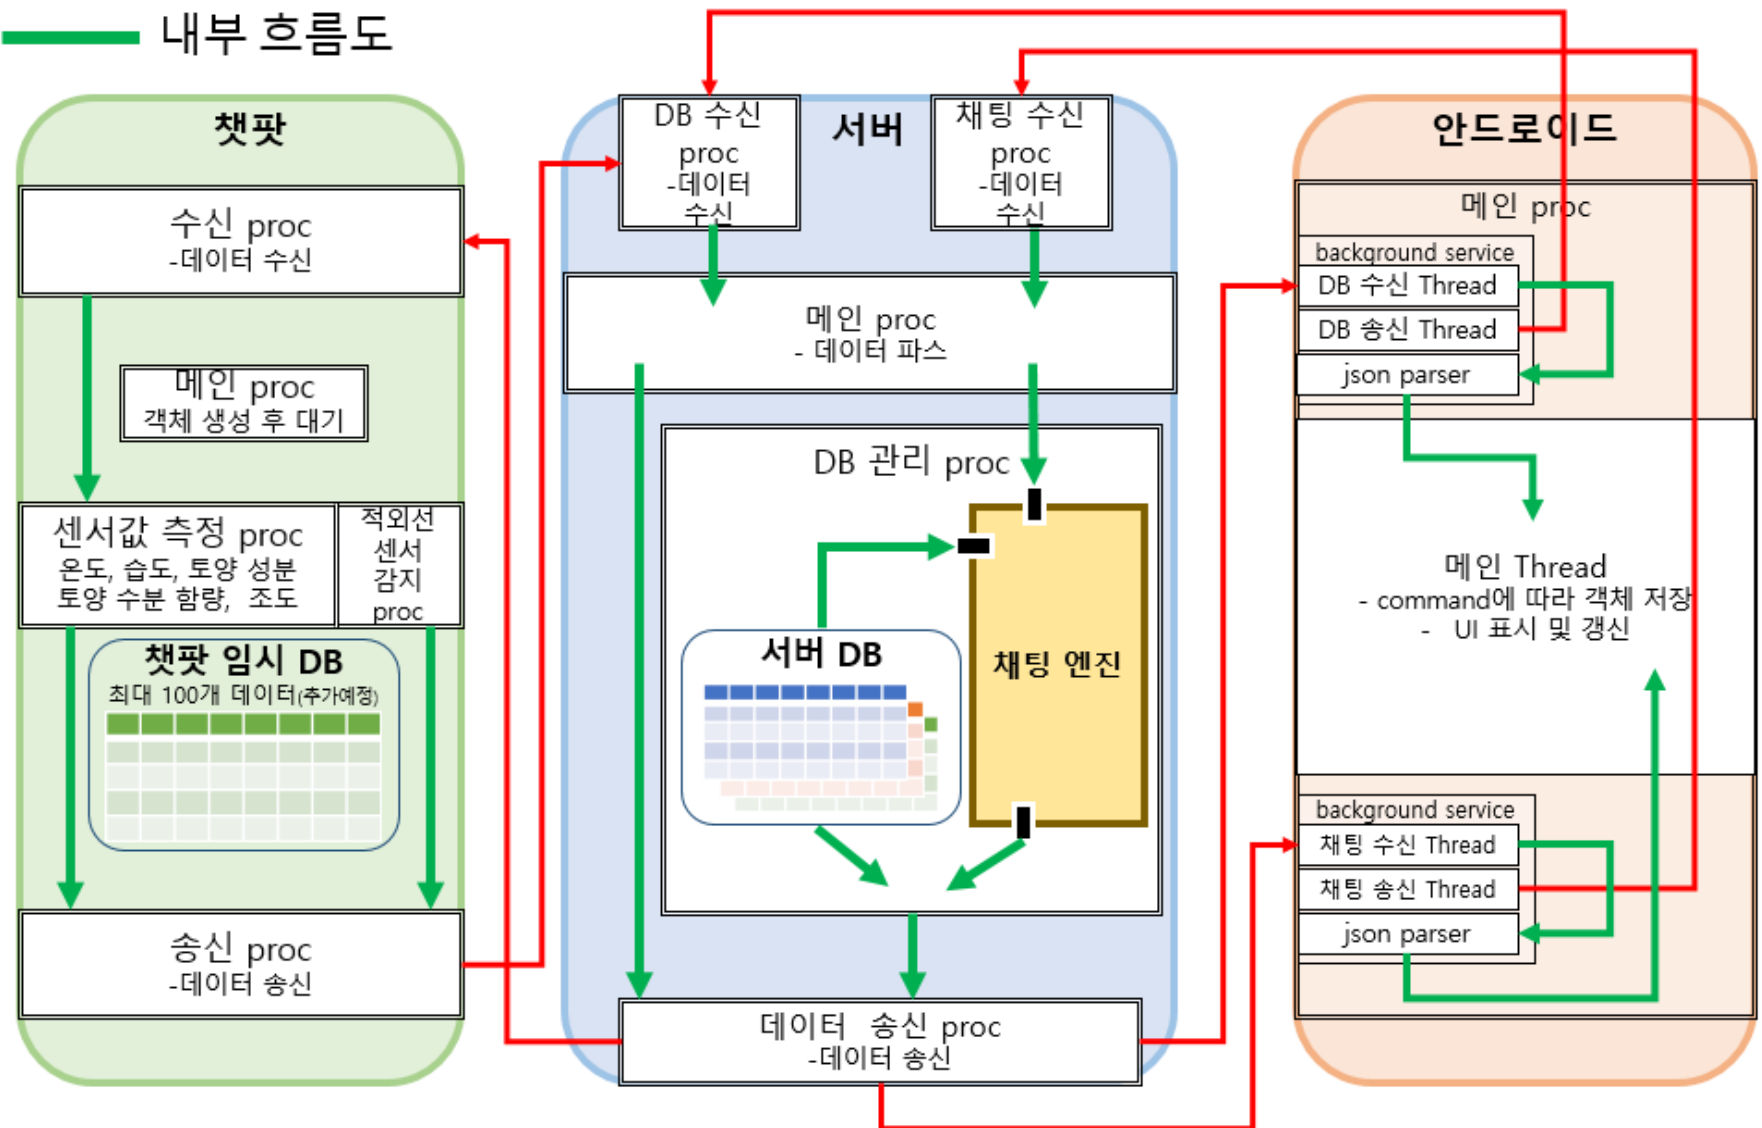 내부 흐름도
챗팟
수신 proc
-데이터 수신
메인 proc
객체 생성 후 대기
센서값 측정 proc
온도, 습도, 토양 성분
토양 수분 함량, 조도
적외선
센서
감지
proc
챗팟 임시 DB
최대 100개 데이터(추가예정)
송신 proc
-데이터 송신
서버
DB 수신
proc
-데이터
수신
채팅 수신
proc
-데이터
수신
메인 proc
- 데이터 파스
DB 관리 proc
서버 DB
채팅 엔진
데이터 송신 proc
-데이터 송신
안드로이드
메인 proc
background service
DB 수신 Thread
DB 송신 Thread
json parser
메인 Thread
- command에 따라 객체 저장
- UI 표시 및 갱신
background service
채팅 수신 Thread
채팅 송신 Thread
json parser